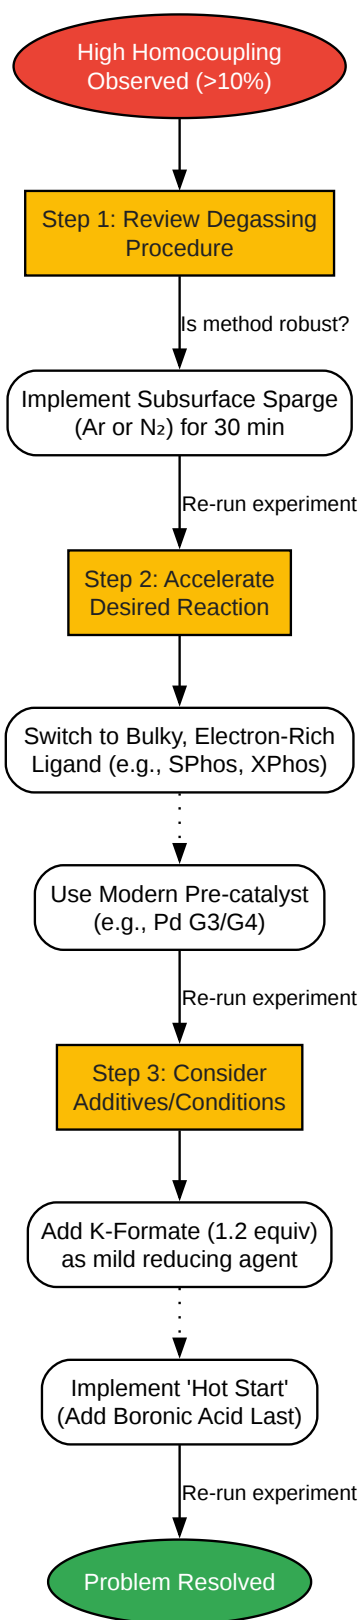 High Homocoupling
Observed (>10%)
Step 1: Review Degassing
Procedure
Is method robust?
Implement Subsurface Sparge
(Ar or N₂) for 30 min
Re-run experiment
Step 2: Accelerate
Desired Reaction
Switch to Bulky, Electron-Rich
Ligand (e.g., SPhos, XPhos)
Use Modern Pre-catalyst
(e.g., Pd G3/G4)
Re-run experiment
Step 3: Consider
Additives/Conditions
Add K-Formate (1.2 equiv)
as mild reducing agent
Implement 'Hot Start'
(Add Boronic Acid Last)
Re-run experiment
Problem Resolved